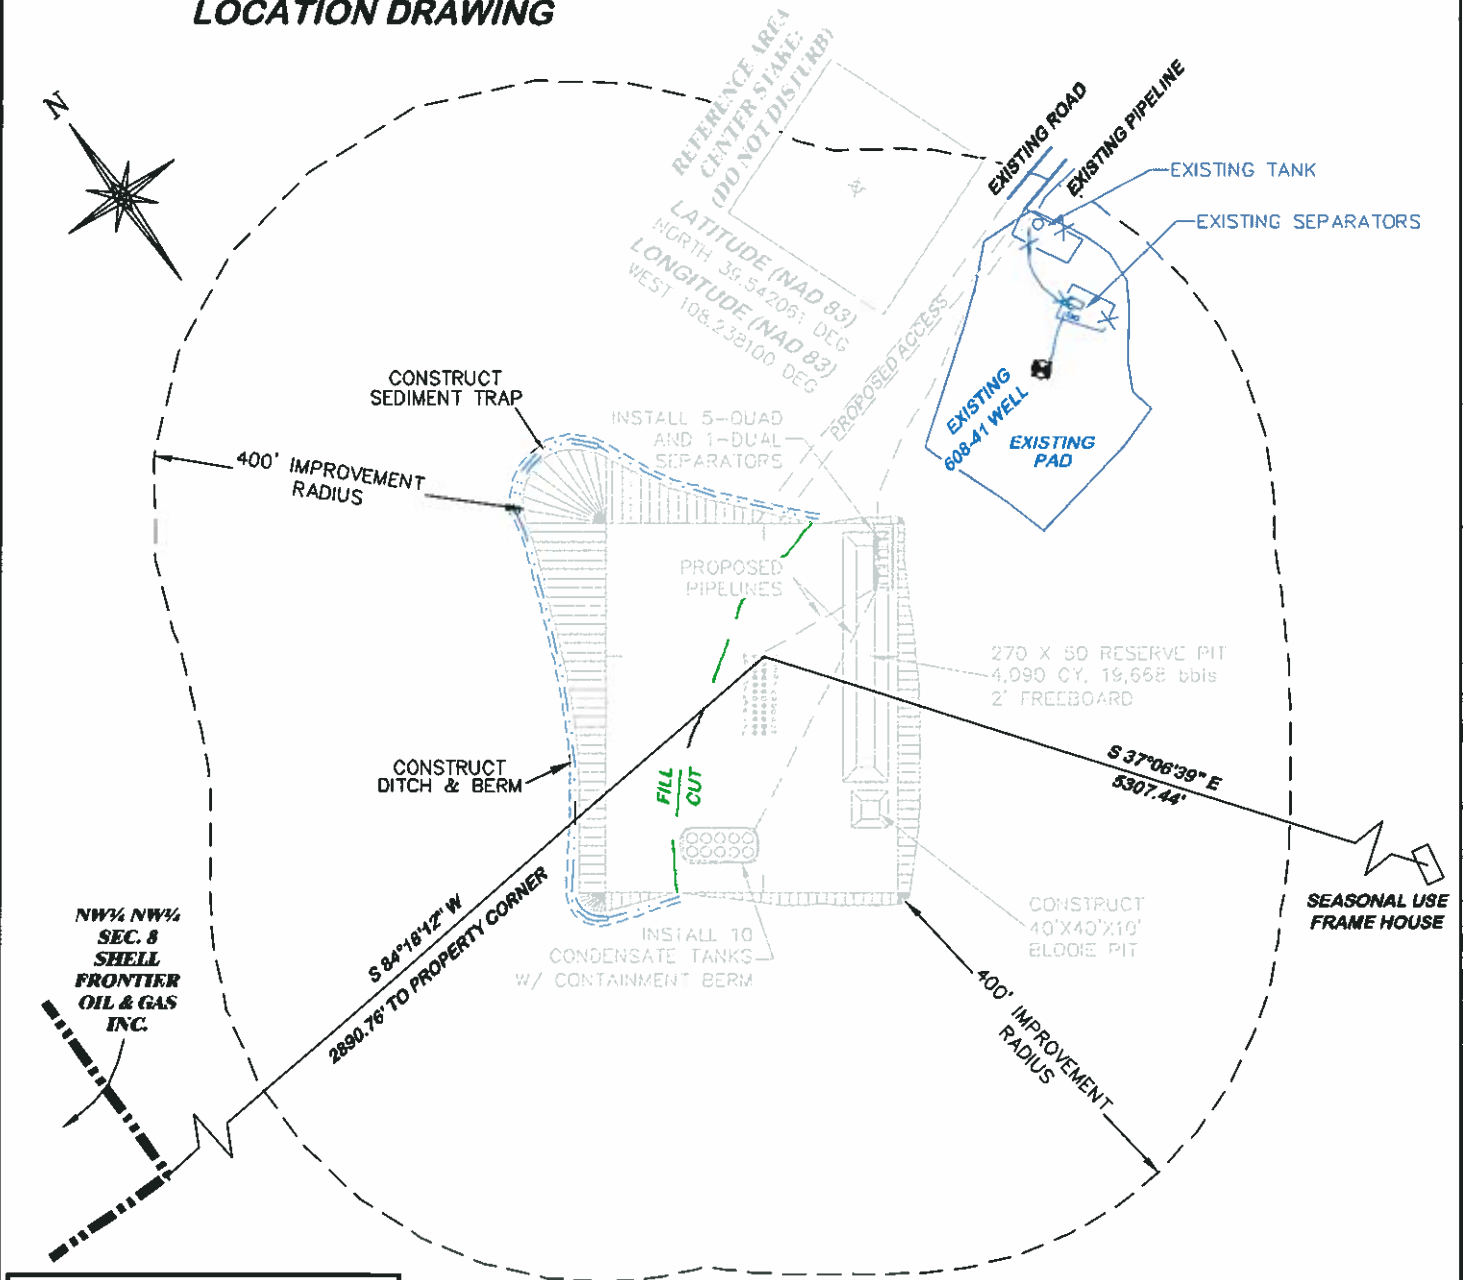 LOCATION DRAWING
N
REFERENCE AREA
CENTER STAKE:
(DO NOT DISTURB)
LATITUDE (NAD 83)
NORTH 39.542061 DEG
LONGITUDE (NAD 83)
WEST 108.238100 DEG
EXISTING ROAD
EXISTING PIPELINE
EXISTING TANK
EXISTING SEPARATORS
PROPOSED ACCESS
EXISTING
608-41 WELL
EXISTING
PAD
CONSTRUCT
SEDIMENT TRAP
INSTALL 5-QUAD
AND 1-DUAL
SEPARATORS
400' IMPROVEMENT
RADIUS
PROPOSED
PIPELINES
270 X 50 RESERVE PIT
4,090 CY, 19,668 bbls
2' FREEBOARD
CONSTRUCT
DITCH & BERM
FILL
CUT
S 37°06'39" E
5307.44'
SEASONAL USE
FRAME HOUSE
S 84°16'12" W
2890.76' TO PROPERTY CORNER
NW¼ NW¼
SEC. 8
SHELL
FRONTIER
OIL & GAS
INC.
INSTALL 10
CONDENSATE TANKS
W/ CONTAINMENT BERM
CONSTRUCT
40'X40'X10'
BLOOIE PIT
400' IMPROVEMENT
RADIUS